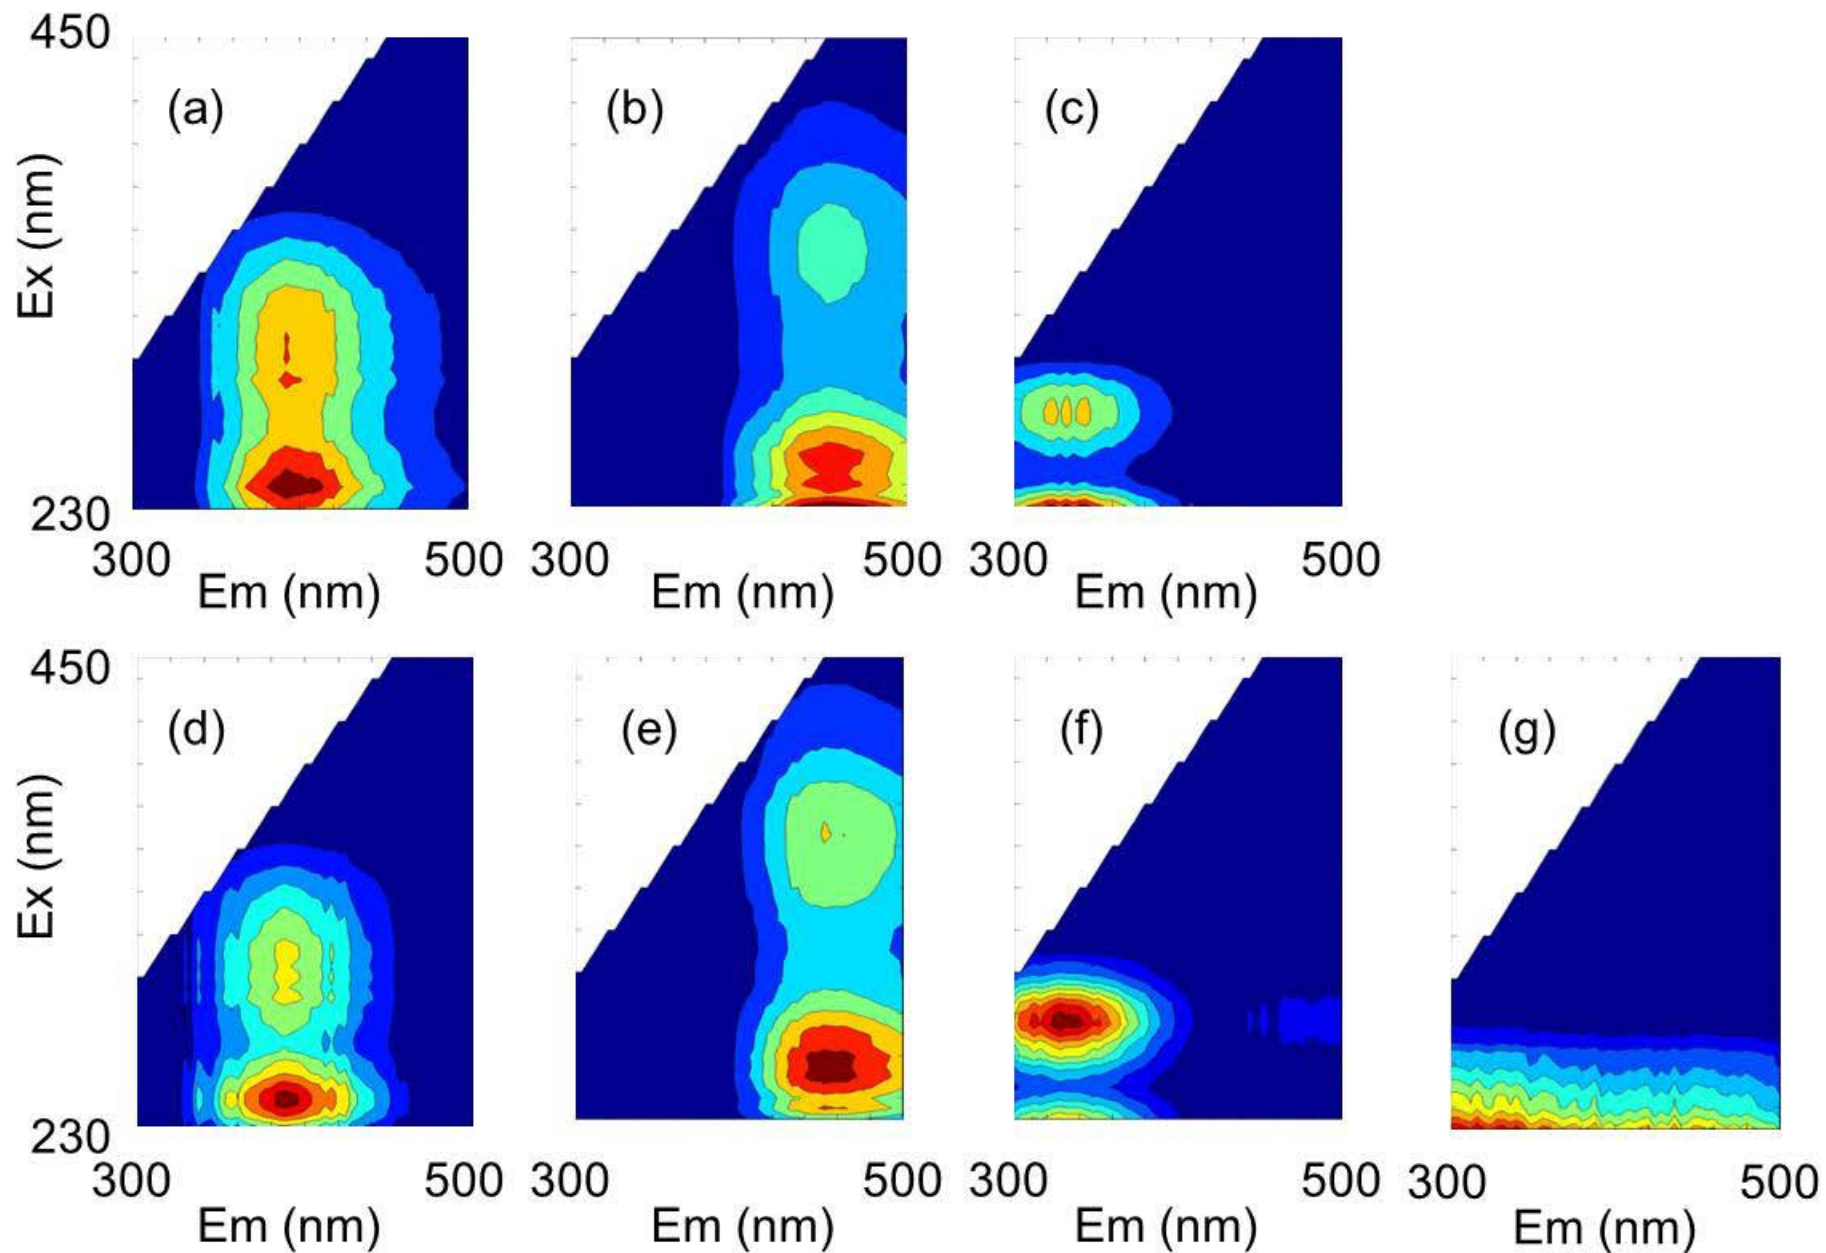 450
(a) (b) (c)
Ex (nm)
230
300 500 300 500 300 500
Em (nm) Em (nm) Em (nm)
450
(d) (e) (f) (g)
Ex (nm)
230
300 500 300 500 300 500 300 500
Em (nm) Em (nm) Em (nm) Em (nm)